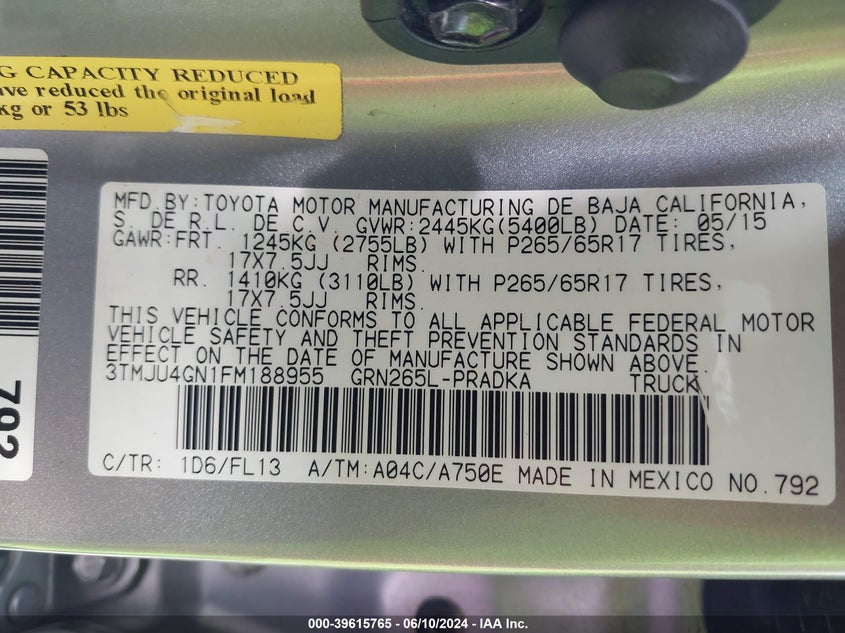 G CAPACITY REDUCED
ave reduced the original load
kg or 53 lbs
MFD.BY:TOYOTA MOTOR MANUFACTURING DE BAJA CALIFORNIA,
S. DE R.L. DE C.V. GVWR:2445KG(5400LB) DATE: 05/15
GAWR:FRT. 1245KG (2755LB) WITH P265/65R17 TIRES,
17X7.5JJ RIMS.
RR. 1410KG (3110LB) WITH P265/65R17 TIRES,
17X7.5JJ RIMS.
THIS VEHICLE CONFORMS TO ALL APPLICABLE FEDERAL MOTOR
VEHICLE SAFETY AND THEFT PREVENTION STANDARDS IN
EFFECT ON THE DATE OF MANUFACTURE SHOWN ABOVE.
3TMJU4GN1FM188955 GRN265L-PRADKA TRUCK
C/TR: 1D6/FL13 A/TM:A04C/A750E MADE IN MEXICO NO.792
792
000-39615765 - 06/10/2024 - IAA Inc.